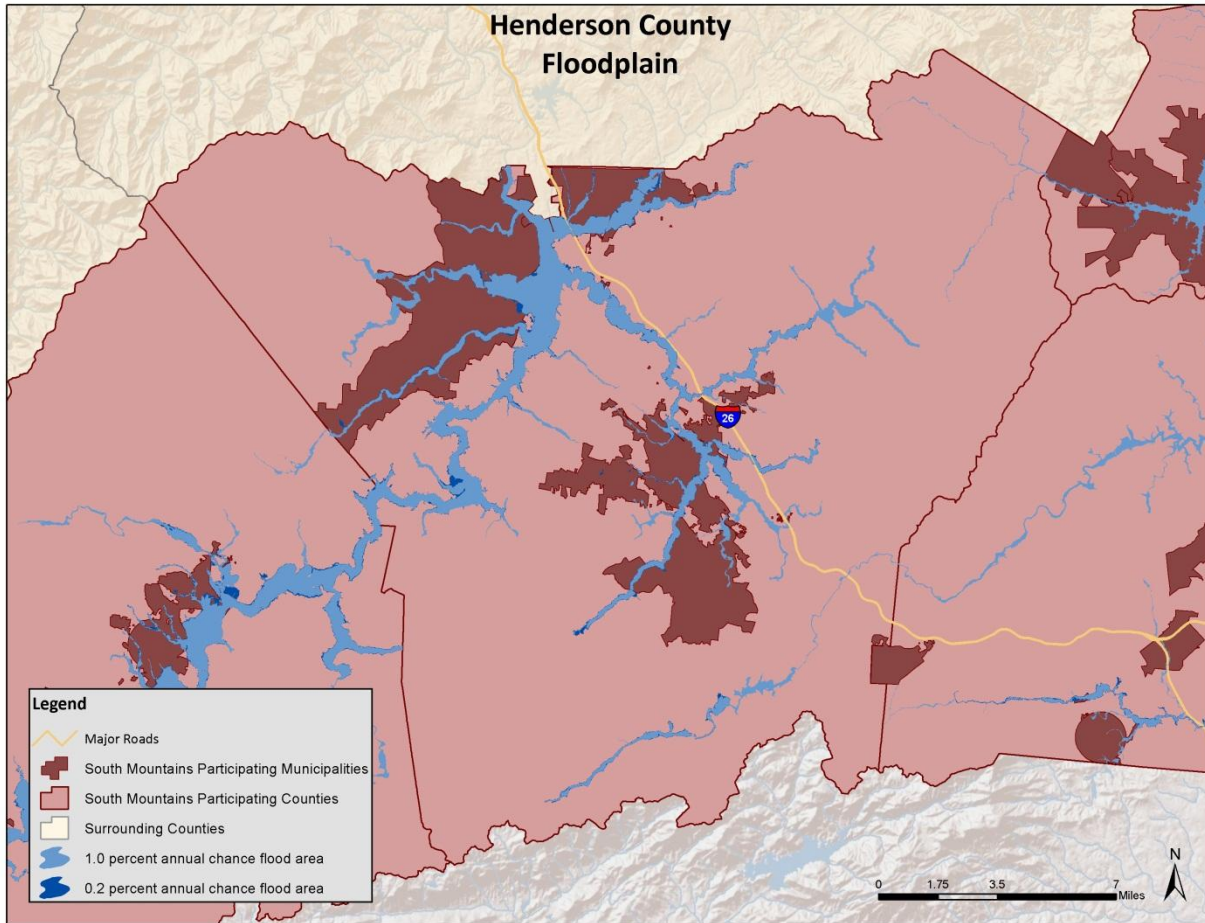 Henderson County
Floodplain
26
Legend
Major Roads
South Mountains Participating Municipalities
South Mountains Participating Counties
Surrounding Counties
1.0 percent annual chance flood area
0.2 percent annual chance flood area
N
0 1.75 3.5 7
Miles